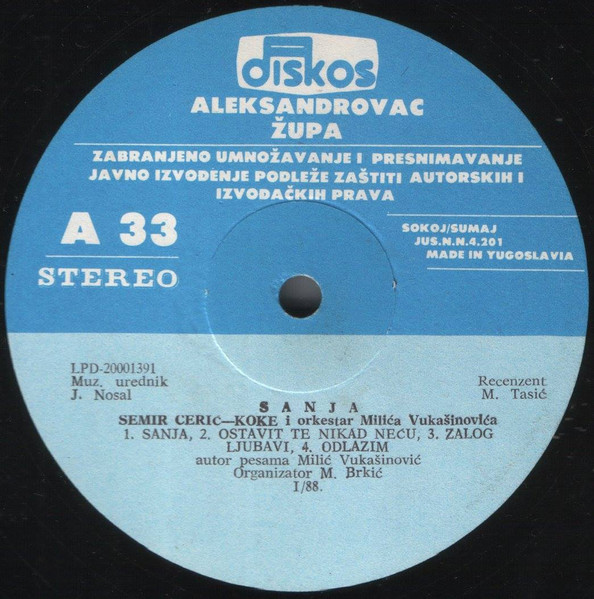 diskos
ALEKSANDROVAC
ŽUPA
ZABRANJENO UMNOŽAVANJE I PRESNIMAVANJE
JAVNO IZVOĐENJE PODLEŽE ZAŠTITI AUTORSKIH I
IZVOĐAČKIH PRAVA
A 33
STEREO
SOKOJ/SUMAJ
JUS.N.N.4.201
MADE IN YUGOSLAVIA
LPD-20001391
Muz. urednik
J. Nosal
Recenzent
M. Tasić
SANJA
SEMIR CERIĆ—KOKE i orkestar Milića Vukašinovića
1. SANJA, 2. OSTAVIT TE NIKAD NEĆU, 3. ZALOG
LJUBAVI, 4. ODLAZIM
autor pesama Milić Vukašinović
Organizator M. Brkić
I/88.